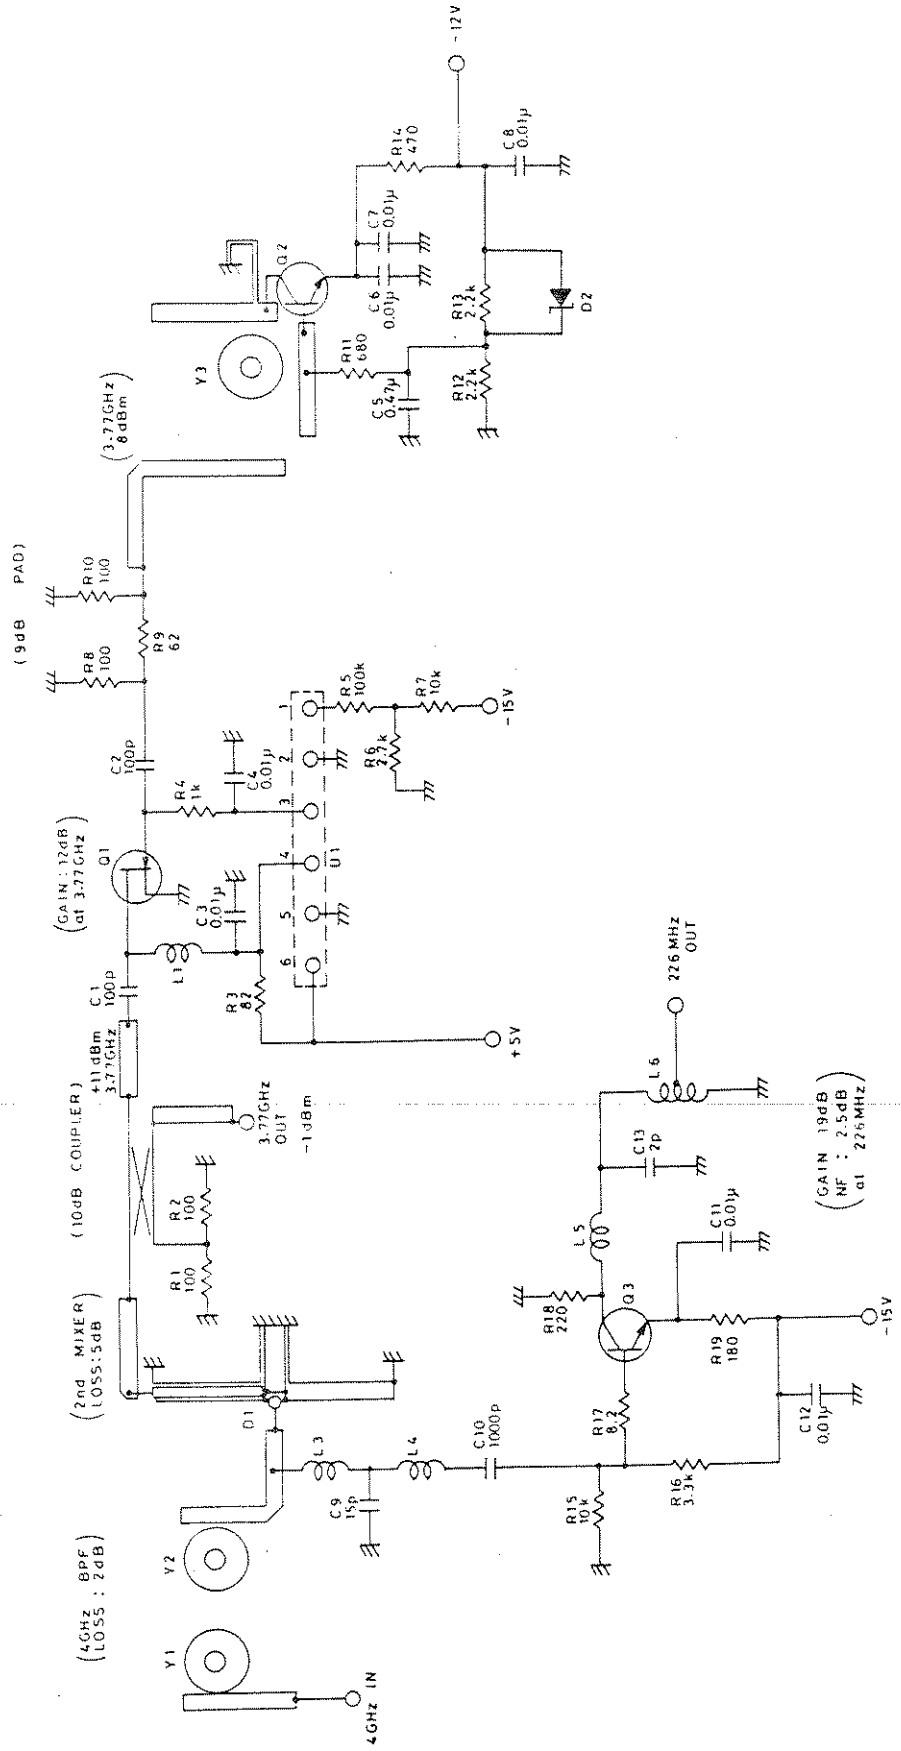 (4GHz BPF
LOSS : 2dB)
Y1
Y2
4GHz IN
(2nd MIXER)
LOSS:5dB
D1
L3
C9
15p
L4
C10
1000p
(10dB COUPLER)
R1
100
R2
100
3.77GHz
OUT
-1dBm
+11dBm
3.77GHz
C1
100p
(GAIN:12dB
at 3.77GHz)
Q1
L1
C3
0.01µ
R3
82
+5V
C2
100p
R4
1k
C4
0.01µ
6
5
4
3
2
1
U1
R5
100k
R6
2.7k
R7
10k
-15V
(9dB PAD)
R8
100
R9
62
R10
100
(3.77GHz
8dBm)
Y3
Q2
R11
680
C5
0.47µ
C6
0.01µ
C7
0.01µ
R14
470
-12V
R12
2.2k
R13
2.2k
D2
C8
0.01µ
R15
10k
R16
3.3k
R17
8.2
R18
220
Q3
R19
180
C11
0.01µ
C12
0.01µ
-15V
L5
C13
2p
L6
226MHz
OUT
(GAIN 19dB
NF : 2.5dB
at 226MHz)